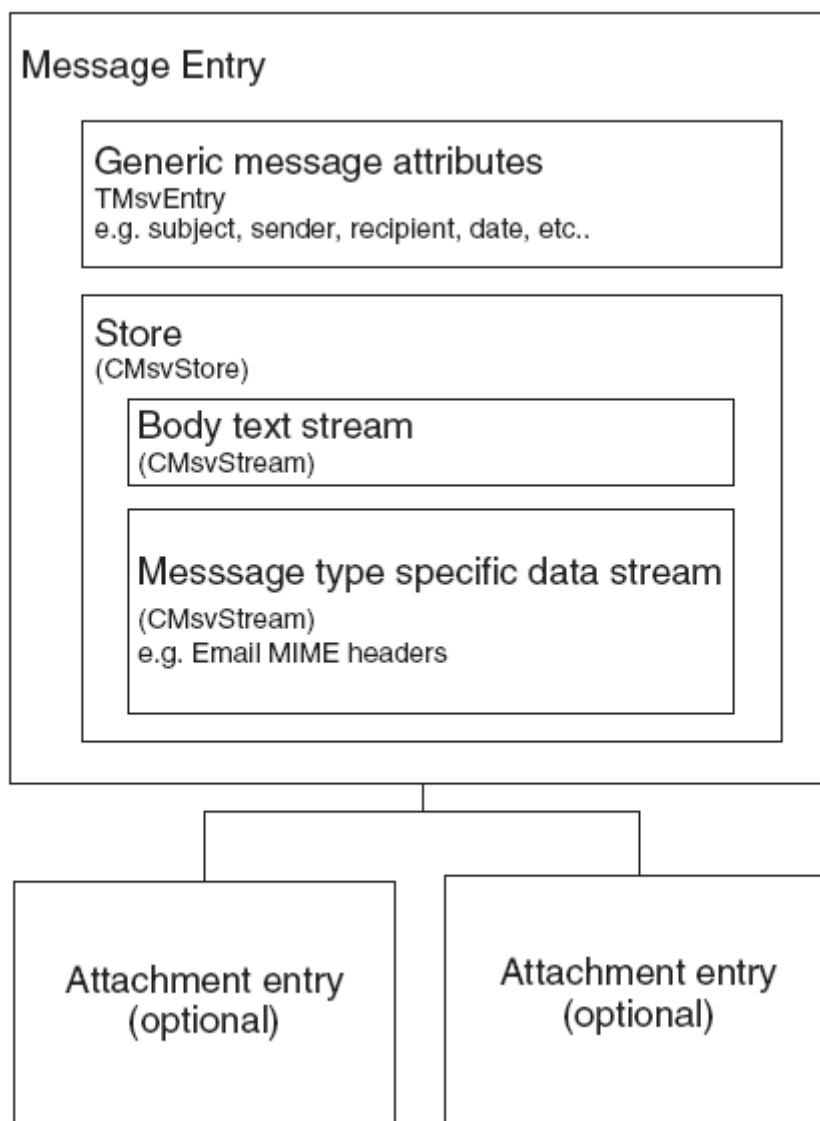 Message Entry
Generic message attributes
TMsvEntry
e.g. subject, sender, recipient, date, etc..
Store
(CMsvStore)
Body text stream
(CMsvStream)
Messsage type specific data stream
(CMsvStream)
e.g. Email MIME headers
Attachment entry
(optional)
Attachment entry
(optional)